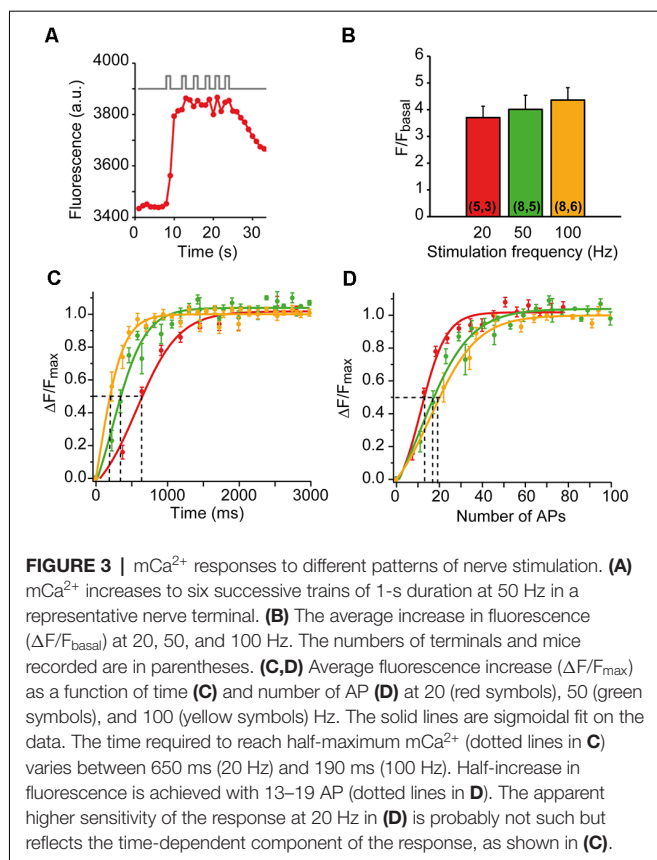 A
Fluorescence (a.u.)
3900
3800
3600
3400
0 10 20 30
Time (s)
B
F/Fbasal
6
5
4
3
2
1
0
(5,3) (8,5) (8,6)
20 50 100
Stimulation frequency (Hz)
C
ΔF/Fmax
1.0
0.8
0.6
0.4
0.2
0.0
0 1000 2000 3000
Time (ms)
D
ΔF/Fmax
1.0
0.8
0.6
0.4
0.2
0.0
0 20 40 60 80 100
Number of APs
FIGURE 3 | mCa2+ responses to different patterns of nerve stimulation. (A)
mCa2+ increases to six successive trains of 1-s duration at 50 Hz in a
representative nerve terminal. (B) The average increase in fluorescence
(ΔF/Fbasal) at 20, 50, and 100 Hz. The numbers of terminals and mice
recorded are in parentheses. (C,D) Average fluorescence increase (ΔF/Fmax)
as a function of time (C) and number of AP (D) at 20 (red symbols), 50 (green
symbols), and 100 (yellow symbols) Hz. The solid lines are sigmoidal fit on the
data. The time required to reach half-maximum mCa2+ (dotted lines in C)
varies between 650 ms (20 Hz) and 190 ms (100 Hz). Half-increase in
fluorescence is achieved with 13–19 AP (dotted lines in D). The apparent
higher sensitivity of the response at 20 Hz in (D) is probably not such but
reflects the time-dependent component of the response, as shown in (C).